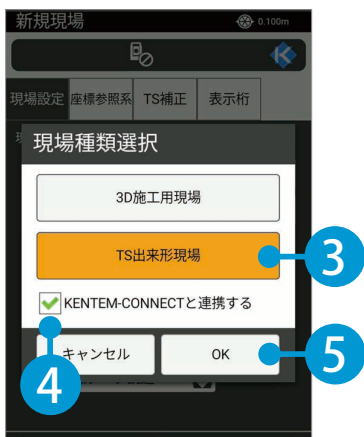 新規現場 0.100m
現場設定 座標参照系 TS補正 表示桁
現場種類選択
3D施工用現場
TS出来形現場 3
KENTEM-CONNECTと連携する
4
キャンセル OK 5